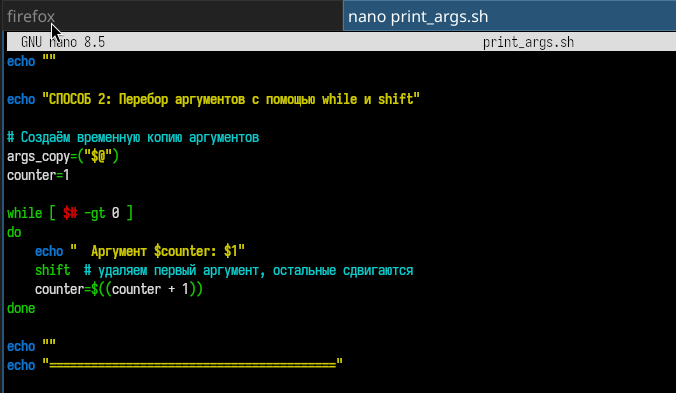 firefox
nano print_args.sh
GNU nano 8.5 print_args.sh
echo ""
echo "СПОСОБ 2: Перебор аргументов с помощью while и shift"
# Создаём временную копию аргументов
args_copy=("$@")
counter=1
while [ $# -gt 0 ]
do
    echo "  Аргумент $counter: $1"
    shift  # удаляем первый аргумент, остальные сдвигаются
    counter=$((counter + 1))
done
echo ""
echo "========================================="